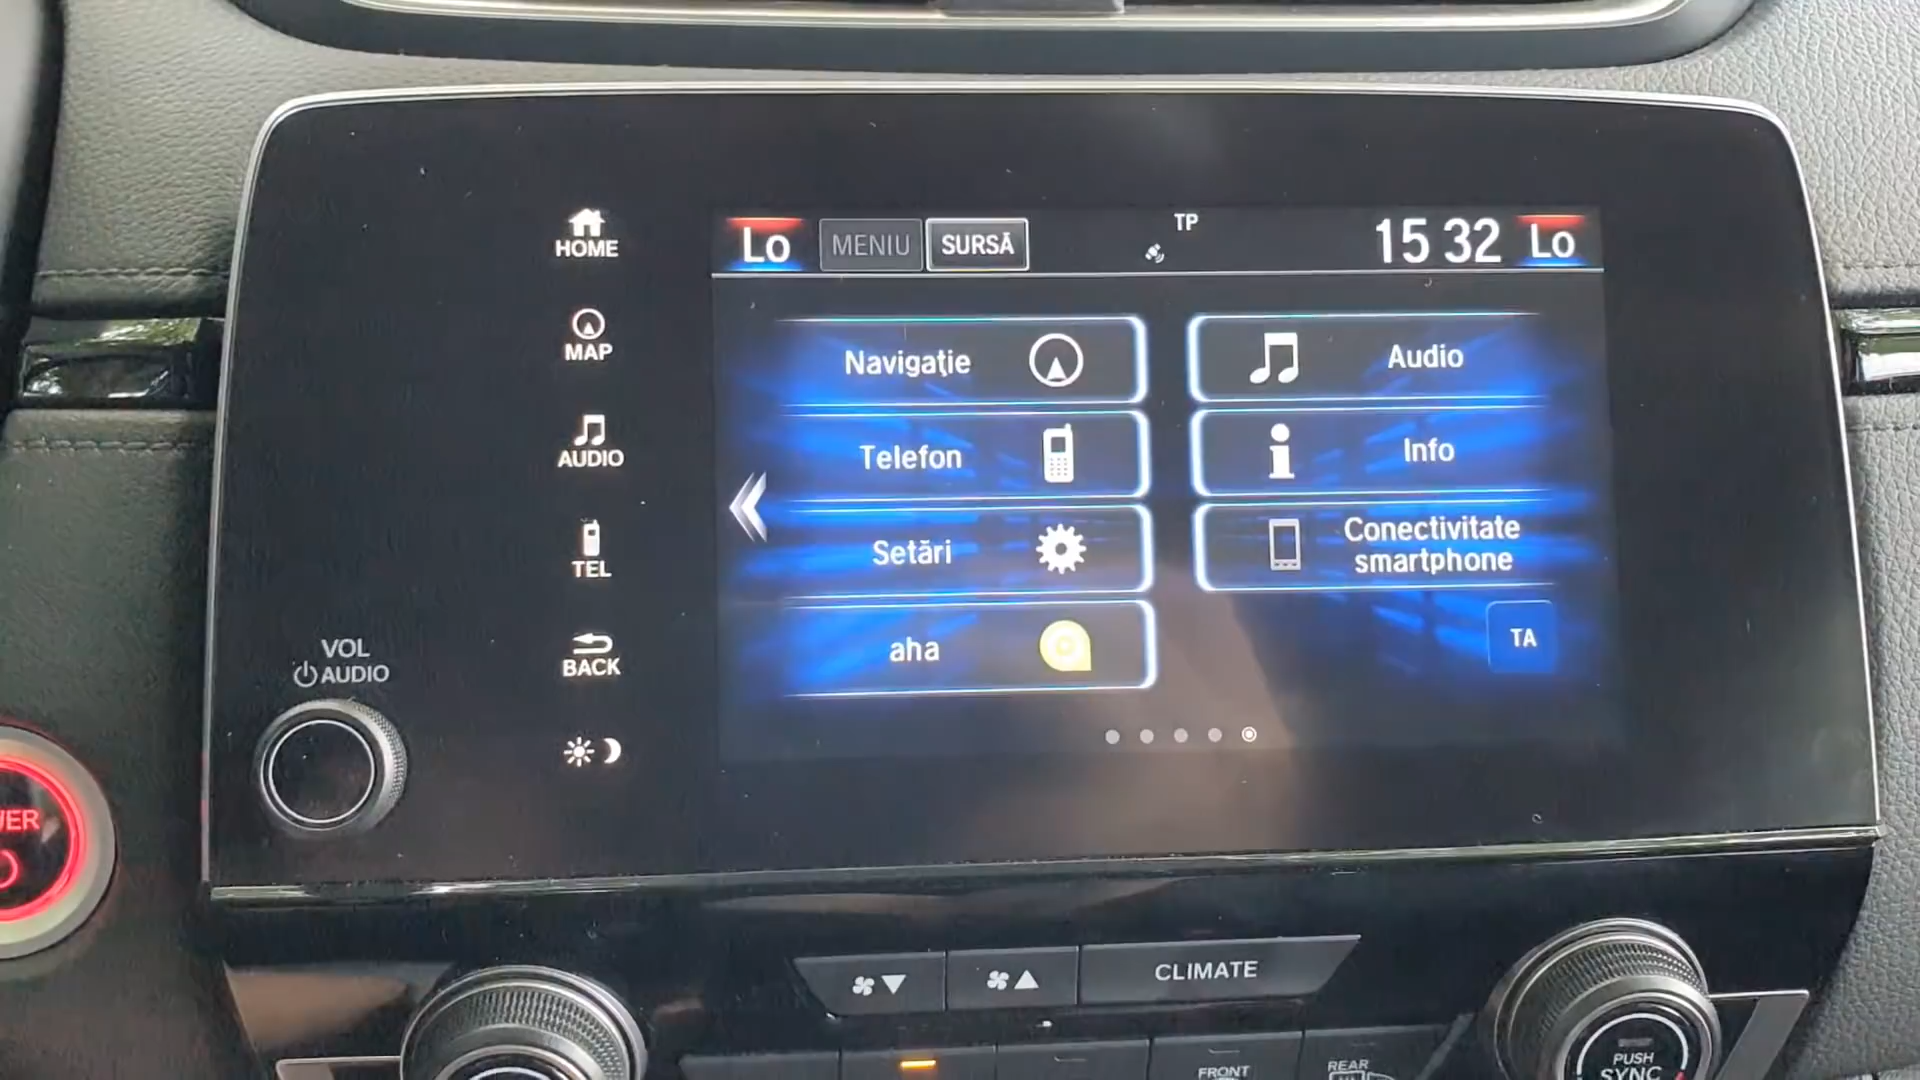 HOME
MAP
AUDIO
TEL
BACK
VOL
AUDIO
Lo
MENIU
SURSĂ
TP
15 32
Lo
Navigaţie
Audio
Telefon
Info
Setări
Conectivitate
smartphone
aha
TA
CLIMATE
FRONT
REAR
PUSH
SYNC